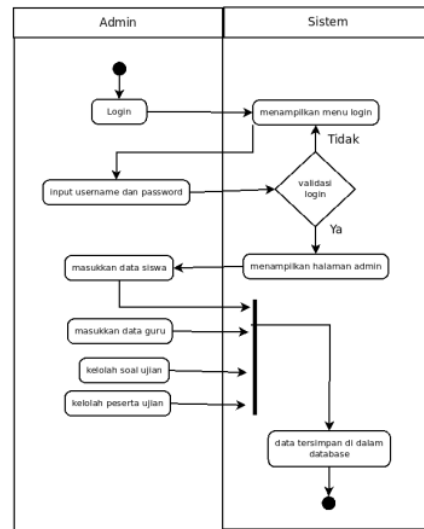 Admin
Sistem
Login
menampilkan menu login
Tidak
input username dan password
validasi
login
Ya
masukkan data siswa
menampilkan halaman admin
masukkan data guru
kelolah soal ujian
kelolah peserta ujian
data tersimpan di dalam
database